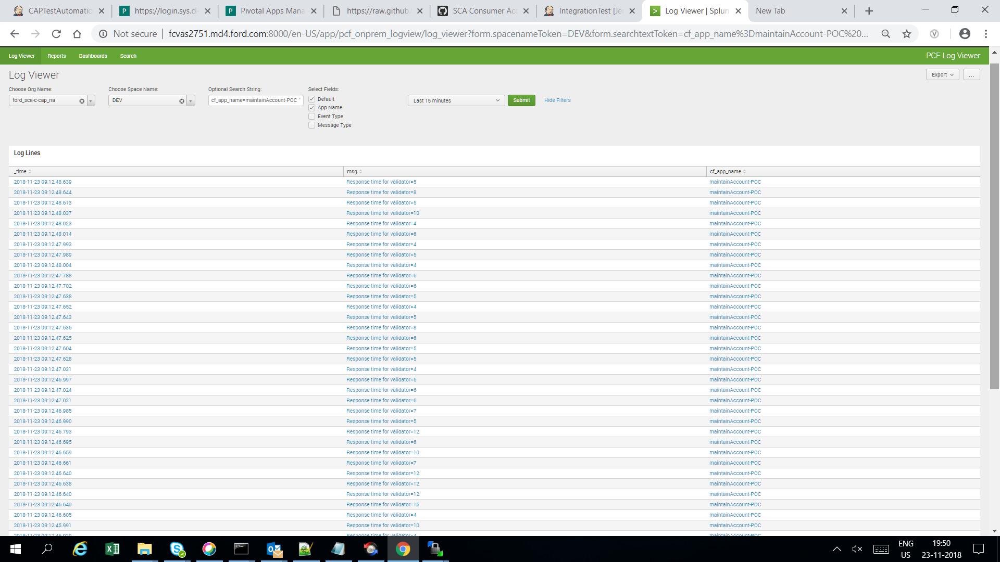 CAPTestAutomatio
https://login.sys.cl-
Pivotal Apps Mana
https://raw.github.
SCA Consumer Acc
IntegrationTest [Je
Log Viewer | Splun
New Tab
Not secure
fcvas2751.md4.ford.com:8000/en-US/app/pcf_onprem_logview/log_viewer?form.spacenameToken=DEV&form.searchtextToken=cf_app_name%3DmaintainAccount-POC%20...
Log Viewer Reports Dashboards Search
PCF Log Viewer
Log Viewer
Export
...
Choose Org Name:
ford_sca-c-cap_na
Choose Space Name:
DEV
Optional Search String:
cf_app_name=maintainAccount-POC '
Select Fields:
Default
App Name
Event Type
Message Type
Last 15 minutes
Submit
Hide Filters
Log Lines
_time msg cf_app_name
2018-11-23 09:12:48.639 Response time for validator=5 maintainAccount-POC
2018-11-23 09:12:48.644 Response time for validator=8 maintainAccount-POC
2018-11-23 09:12:48.613 Response time for validator=5 maintainAccount-POC
2018-11-23 09:12:48.037 Response time for validator=10 maintainAccount-POC
2018-11-23 09:12:48.023 Response time for validator=4 maintainAccount-POC
2018-11-23 09:12:48.014 Response time for validator=6 maintainAccount-POC
2018-11-23 09:12:47.993 Response time for validator=4 maintainAccount-POC
2018-11-23 09:12:47.989 Response time for validator=5 maintainAccount-POC
2018-11-23 09:12:48.004 Response time for validator=4 maintainAccount-POC
2018-11-23 09:12:47.788 Response time for validator=6 maintainAccount-POC
2018-11-23 09:12:47.702 Response time for validator=6 maintainAccount-POC
2018-11-23 09:12:47.638 Response time for validator=5 maintainAccount-POC
2018-11-23 09:12:47.652 Response time for validator=4 maintainAccount-POC
2018-11-23 09:12:47.643 Response time for validator=5 maintainAccount-POC
2018-11-23 09:12:47.635 Response time for validator=8 maintainAccount-POC
2018-11-23 09:12:47.625 Response time for validator=6 maintainAccount-POC
2018-11-23 09:12:47.604 Response time for validator=5 maintainAccount-POC
2018-11-23 09:12:47.628 Response time for validator=5 maintainAccount-POC
2018-11-23 09:12:47.031 Response time for validator=4 maintainAccount-POC
2018-11-23 09:12:46.997 Response time for validator=5 maintainAccount-POC
2018-11-23 09:12:47.024 Response time for validator=6 maintainAccount-POC
2018-11-23 09:12:47.021 Response time for validator=6 maintainAccount-POC
2018-11-23 09:12:46.985 Response time for validator=7 maintainAccount-POC
2018-11-23 09:12:46.990 Response time for validator=5 maintainAccount-POC
2018-11-23 09:12:46.793 Response time for validator=12 maintainAccount-POC
2018-11-23 09:12:46.695 Response time for validator=6 maintainAccount-POC
2018-11-23 09:12:46.659 Response time for validator=10 maintainAccount-POC
2018-11-23 09:12:46.661 Response time for validator=7 maintainAccount-POC
2018-11-23 09:12:46.640 Response time for validator=12 maintainAccount-POC
2018-11-23 09:12:46.638 Response time for validator=12 maintainAccount-POC
2018-11-23 09:12:46.640 Response time for validator=12 maintainAccount-POC
2018-11-23 09:12:46.640 Response time for validator=15 maintainAccount-POC
2018-11-23 09:12:46.605 Response time for validator=4 maintainAccount-POC
2018-11-23 09:12:45.991 Response time for validator=10 maintainAccount-POC
Response time for validator=4 maintainAccount-POC
ENG
US
19:50
23-11-2018